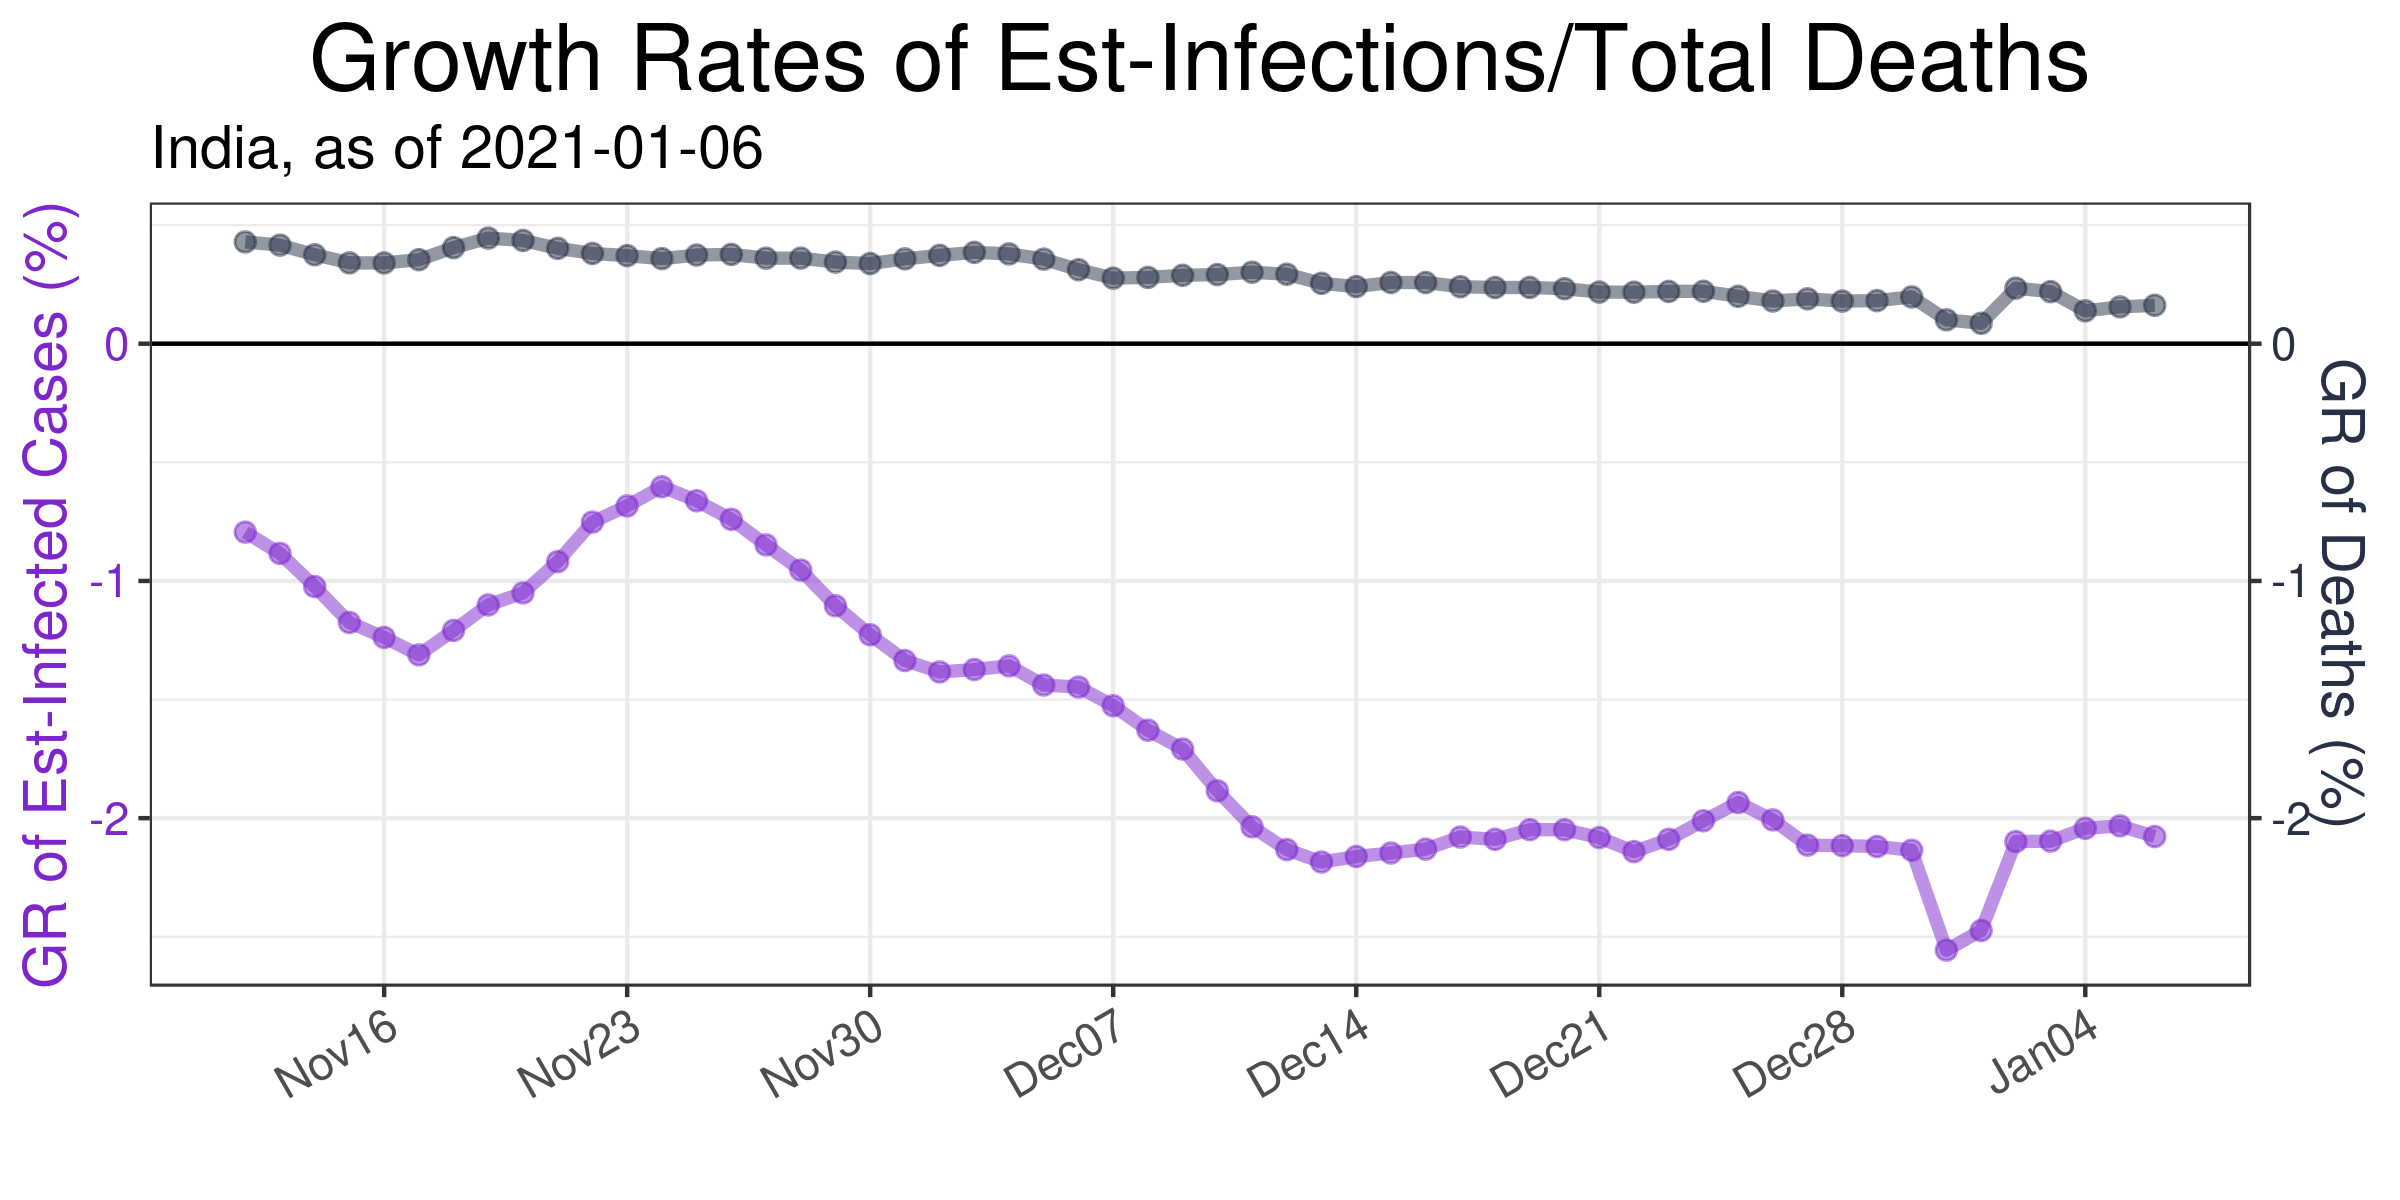 Growth Rates of Est-Infections/Total Deaths
India, as of 2021-01-06
GR of Est-Infected Cases (%)
0
-1
-2
0
-1
-2
GR of Deaths (%)
Nov16
Nov23
Nov30
Dec07
Dec14
Dec21
Dec28
Jan04